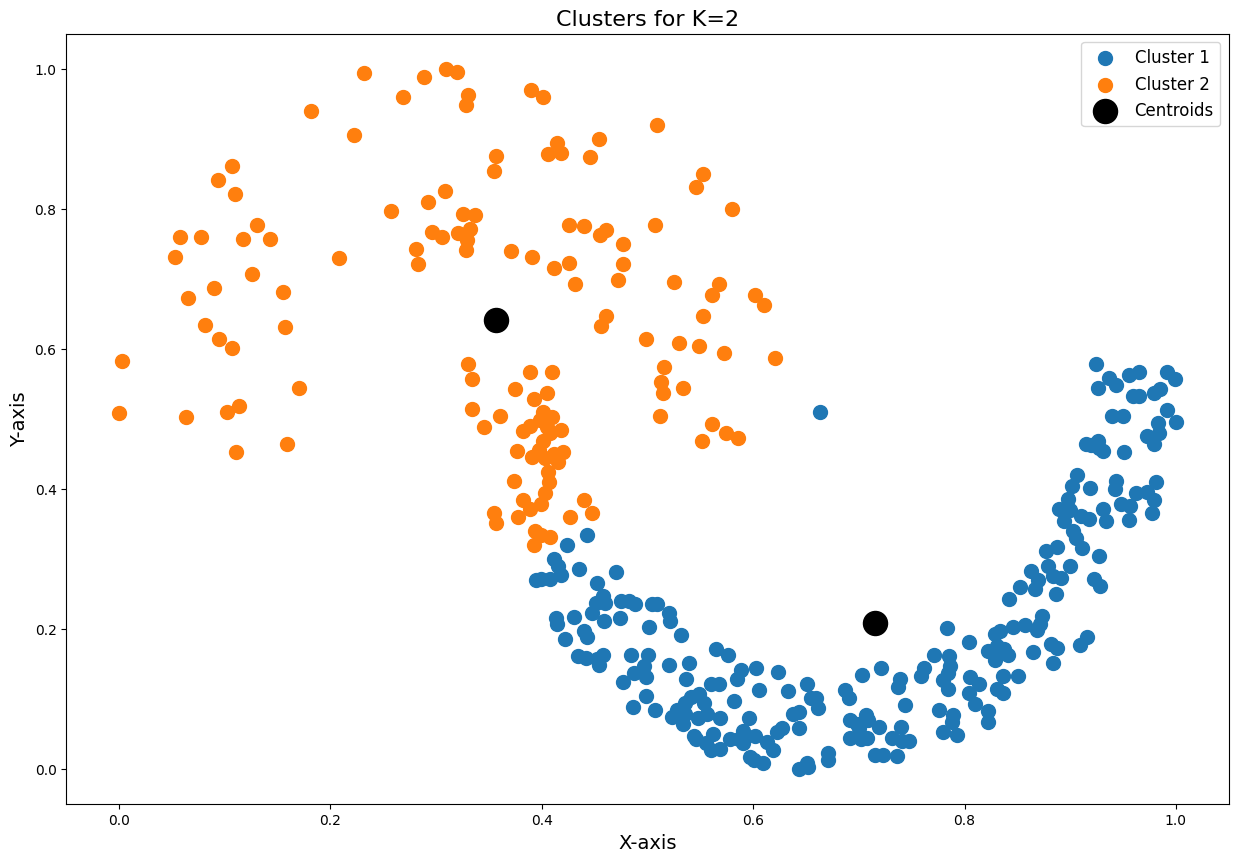 Clusters for K=2
Cluster 1
Cluster 2
Centroids
1.0
0.8
0.6
0.4
0.2
0.0
Y-axis
0.0 0.2 0.4 0.6 0.8 1.0
X-axis